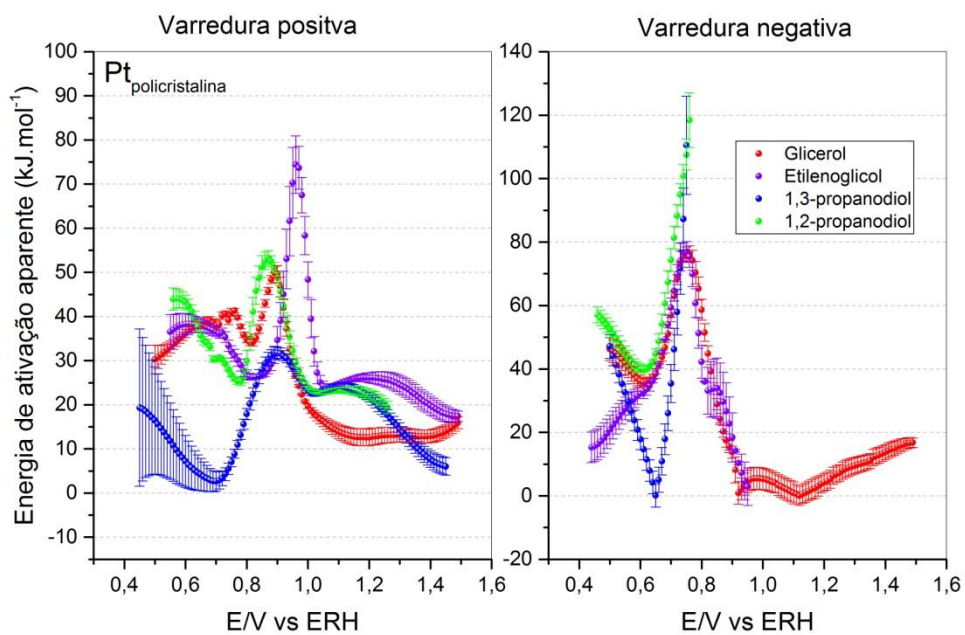 Varredura positva
Varredura negativa
Energia de ativação aparente (kJ.mol⁻¹)
Pt policristalina
100
90
80
70
60
50
40
30
20
10
0
-10
0,4 0,6 0,8 1,0 1,2 1,4 1,6
E/V vs ERH
140
120
100
80
60
40
20
0
-20
Glicerol
Etilenoglicol
1,3-propanodiol
1,2-propanodiol
0,4 0,6 0,8 1,0 1,2 1,4 1,6
E/V vs ERH